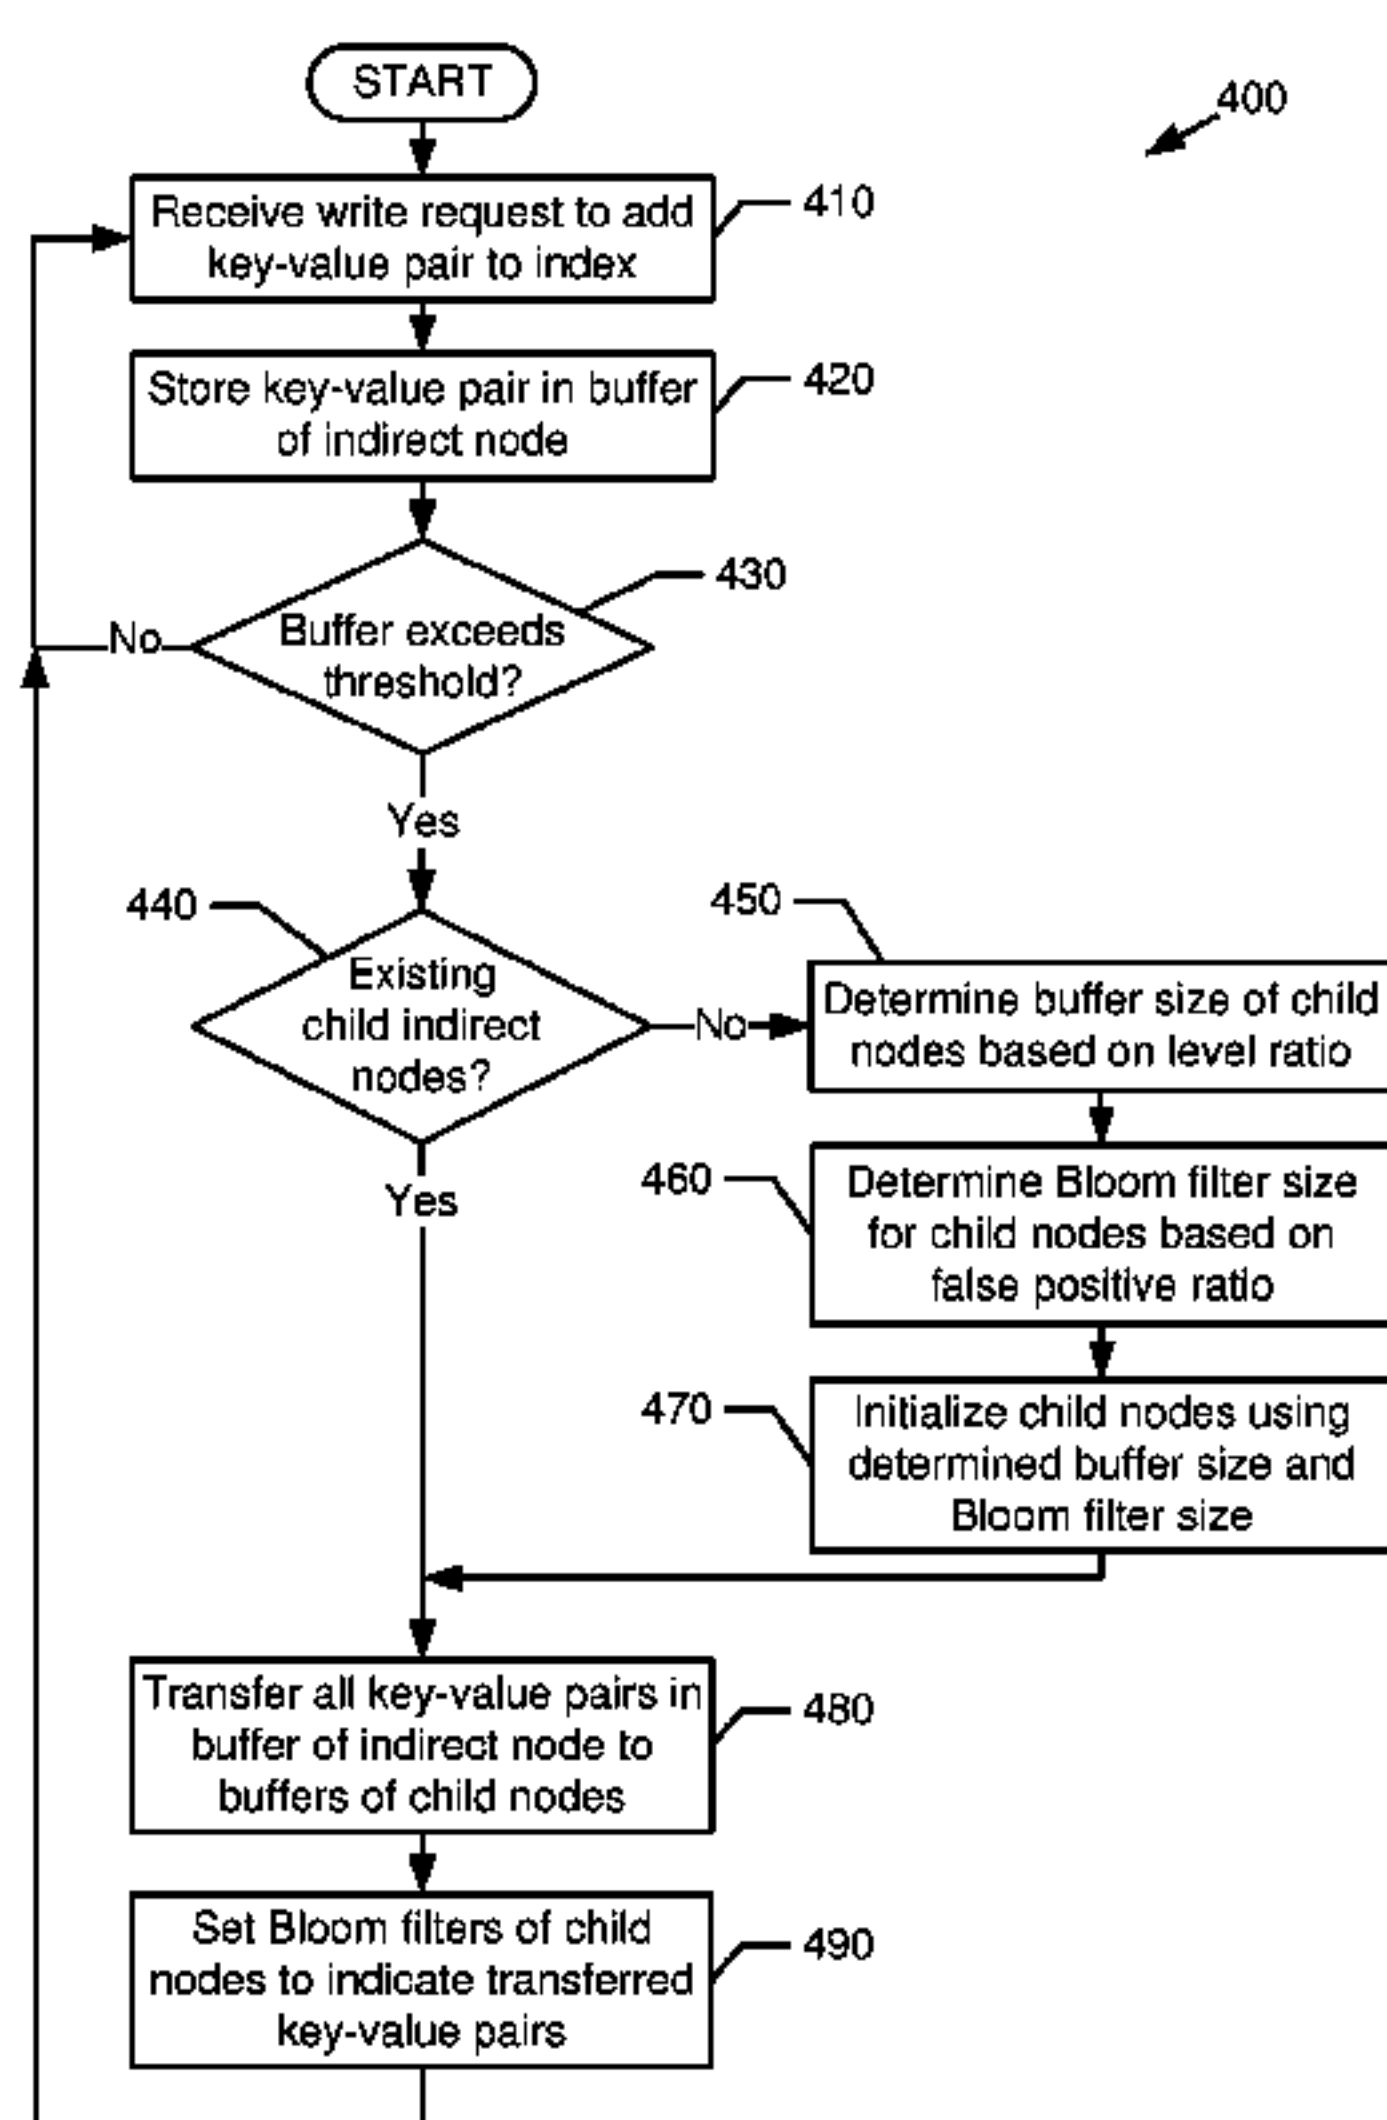 START
400
Receive write request to add
key-value pair to index
410
Store key-value pair in buffer
of indirect node
420
430
Buffer exceeds
threshold?
No
Yes
440
Existing
child indirect
nodes?
No
Yes
450
Determine buffer size of child
nodes based on level ratio
460
Determine Bloom filter size
for child nodes based on
false positive ratio
470
Initialize child nodes using
determined buffer size and
Bloom filter size
Transfer all key-value pairs in
buffer of indirect node to
buffers of child nodes
480
Set Bloom filters of child
nodes to indicate transferred
key-value pairs
490